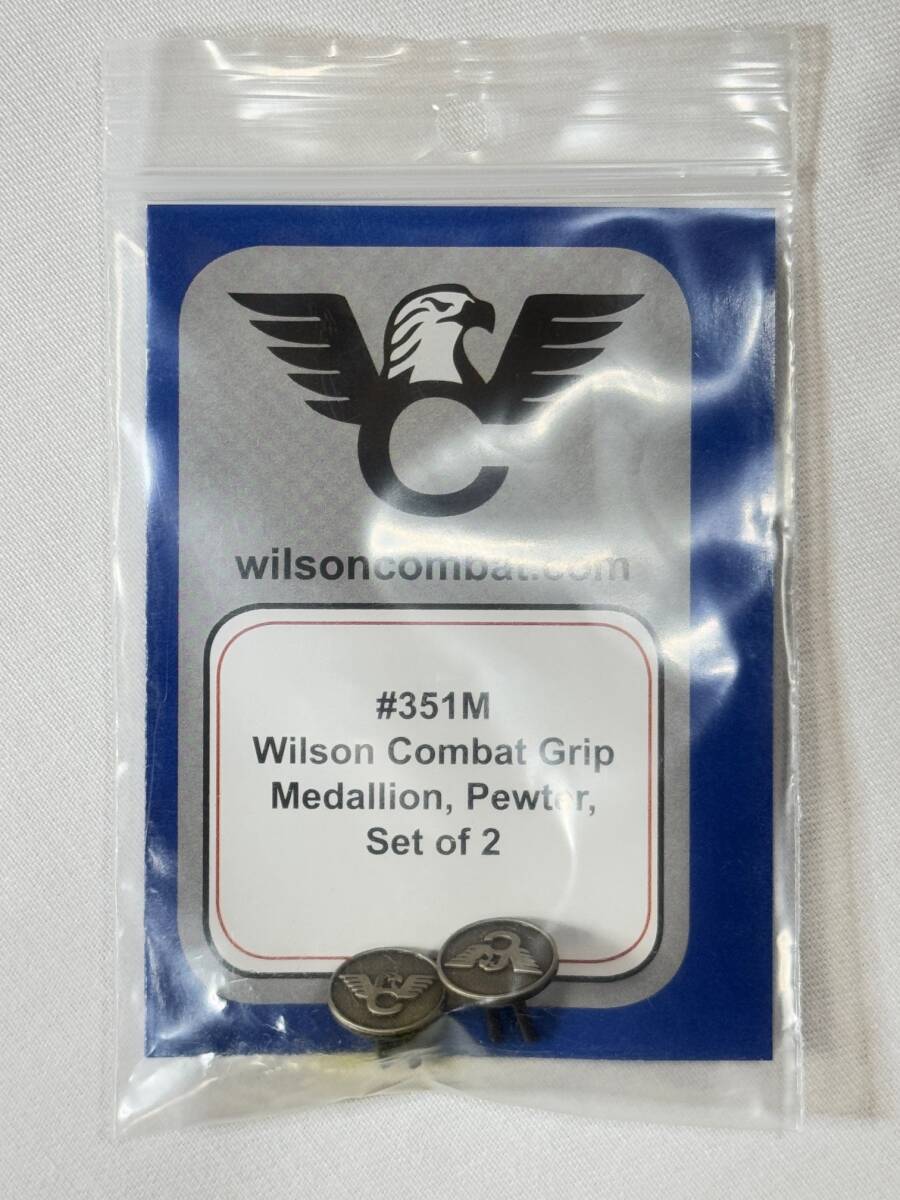 wilsoncombat.com
#351M
Wilson Combat Grip
Medallion, Pewter,
Set of 2